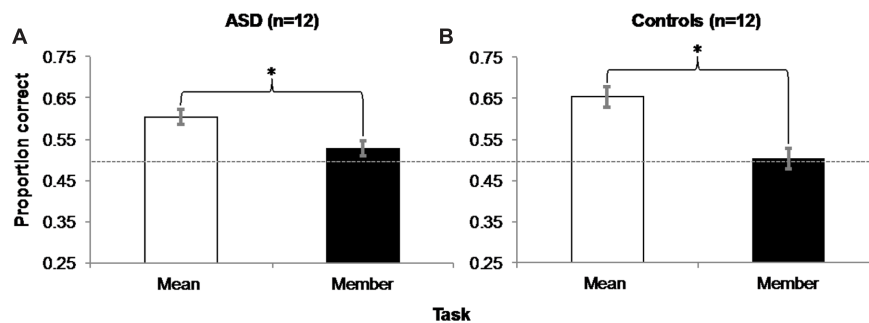 A
ASD (n=12)
Proportion correct
0.75
0.65
0.55
0.45
0.35
0.25
*
Mean
Member
B
Controls (n=12)
0.75
0.65
0.55
0.45
0.35
0.25
*
Mean
Member
Task